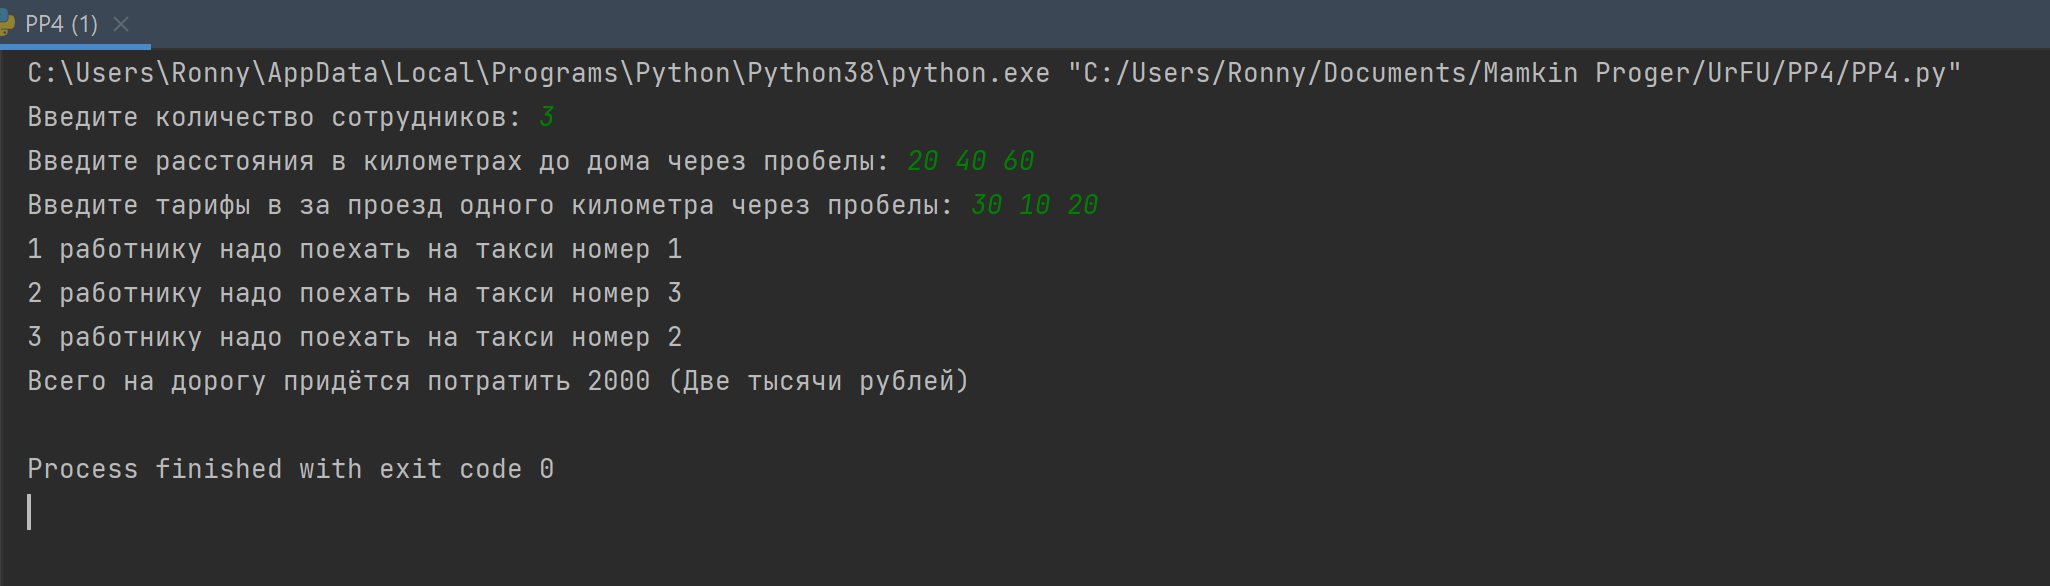 PP4 (1)
C:\Users\Ronny\AppData\Local\Programs\Python\Python38\python.exe "C:/Users/Ronny/Documents/Mamkin Proger/UrFU/PP4/PP4.py"
Введите количество сотрудников: 3
Введите расстояния в километрах до дома через пробелы: 20 40 60
Введите тарифы в за проезд одного километра через пробелы: 30 10 20
1 работнику надо поехать на такси номер 1
2 работнику надо поехать на такси номер 3
3 работнику надо поехать на такси номер 2
Всего на дорогу придётся потратить 2000 (Две тысячи рублей)
Process finished with exit code 0